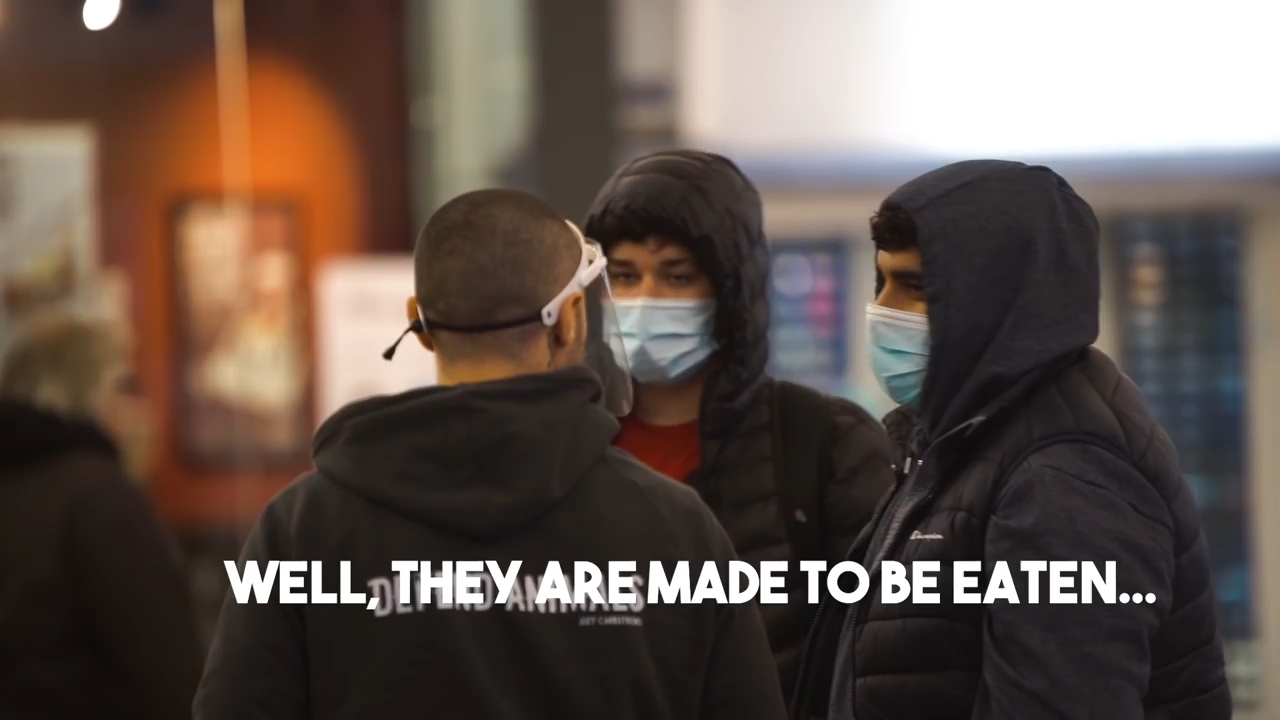 Champion
WELL, THEY ARE MADE TO BE EATEN...
DEFEND ANIMALS
JOEY CARBSTRONG